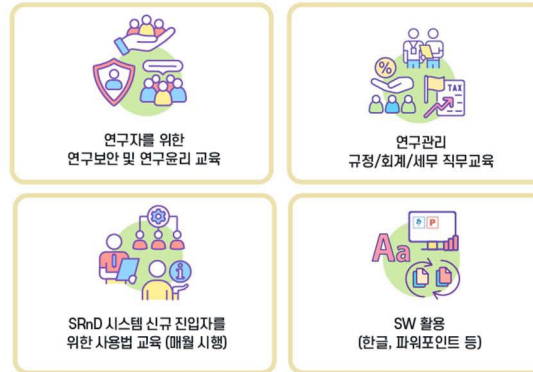 %
TAX
연구자를 위한
연구보안 및 연구윤리 교육
연구관리
규정/회계/세무 직무교육
i
P
Aa
SRnD 시스템 신규 진입자를
위한 사용법 교육 (매월 시행)
SW 활용
(한글, 파워포인트 등)